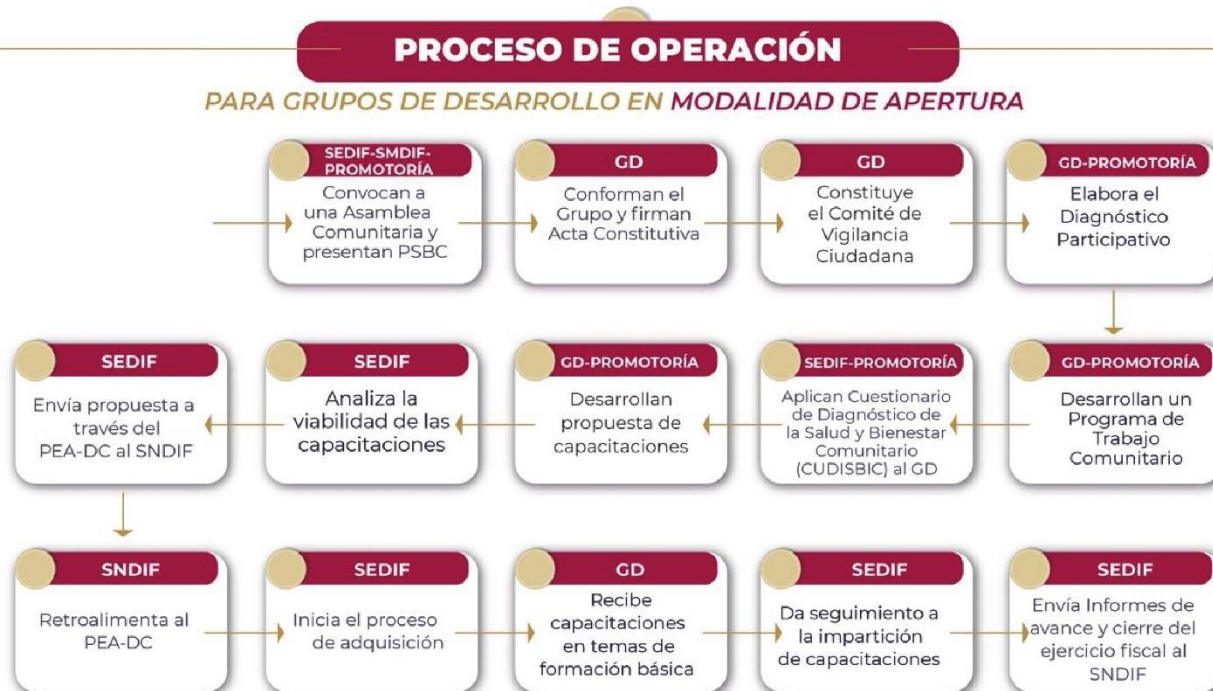 PROCESO DE OPERACIÓN
PARA GRUPOS DE DESARROLLO EN MODALIDAD DE APERTURA
SEDIF-SMDIF-
PROMOTORÍA
Convocan a
una Asamblea
Comunitaria y
presentan PSBC
GD
Conforman el
Grupo y firman
Acta Constitutiva
GD
Constituye
el Comité de
Vigilancia
Ciudadana
GD-PROMOTORÍA
Elabora el
Diagnóstico
Participativo
GD-PROMOTORÍA
Desarrollan un
Programa de
Trabajo
Comunitario
SEDIF-PROMOTORÍA
Aplican Cuestionario
de Diagnóstico de
la Salud y Bienestar
Comunitario
(CUDISBIC) al GD
GD-PROMOTORÍA
Desarrollan
propuesta de
capacitaciones
SEDIF
Analiza la
viabilidad de las
capacitaciones
SEDIF
Envía propuesta a
través del
PEA-DC al SNDIF
SNDIF
Retroalimenta al
PEA-DC
SEDIF
Inicia el proceso
de adquisición
GD
Recibe
capacitaciones
en temas de
formación básica
SEDIF
Da seguimiento a
la impartición
de capacitaciones
SEDIF
Envía Informes de
avance y cierre del
ejercicio fiscal al
SNDIF